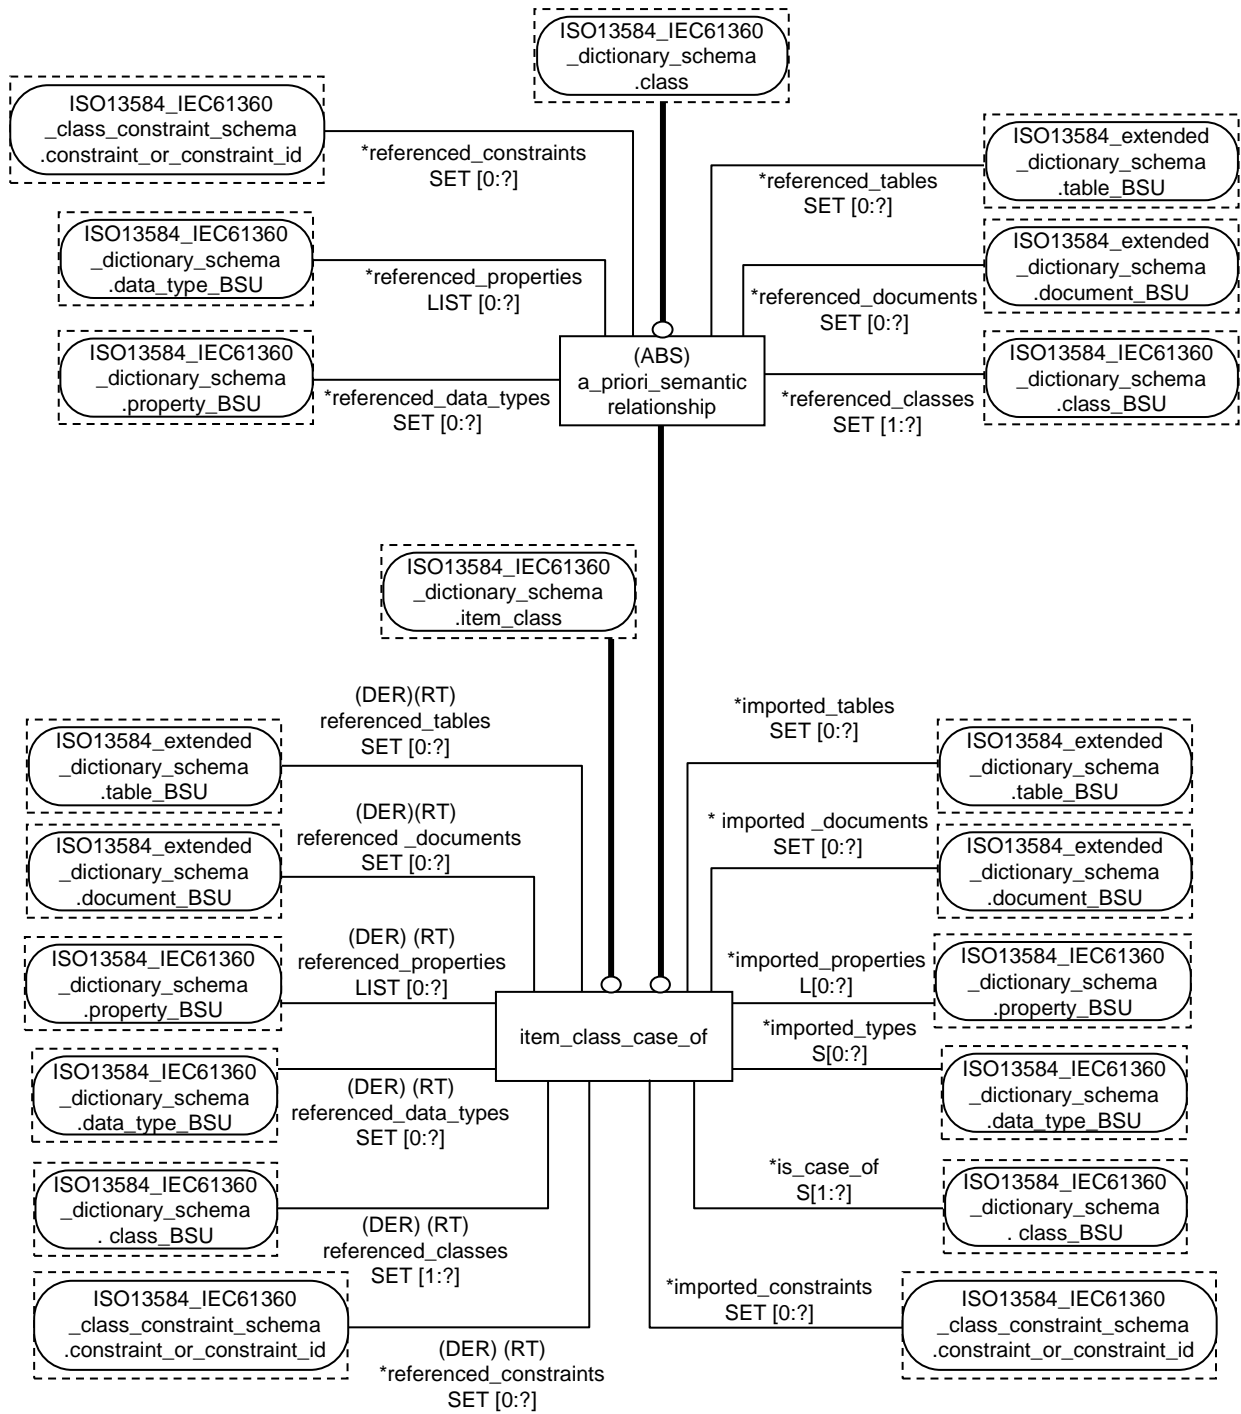 ISO13584_IEC61360
_dictionary_schema
.class
ISO13584_IEC61360
_class_constraint_schema
.constraint_or_constraint_id
*referenced_constraints
SET [0:?]
ISO13584_extended
_dictionary_schema
.table_BSU
*referenced_tables
SET [0:?]
ISO13584_IEC61360
_dictionary_schema
.data_type_BSU
*referenced_properties
LIST [0:?]
ISO13584_extended
_dictionary_schema
.document_BSU
*referenced_documents
SET [0:?]
ISO13584_IEC61360
_dictionary_schema
.property_BSU
*referenced_data_types
SET [0:?]
(ABS)
a_priori_semantic
relationship
ISO13584_IEC61360
_dictionary_schema
.class_BSU
*referenced_classes
SET [1:?]
ISO13584_IEC61360
_dictionary_schema
.item_class
(DER)(RT)
referenced_tables
SET [0:?]
ISO13584_extended
_dictionary_schema
.table_BSU
*imported_tables
SET [0:?]
ISO13584_extended
_dictionary_schema
.table_BSU
(DER)(RT)
referenced _documents
SET [0:?]
ISO13584_extended
_dictionary_schema
.document_BSU
* imported _documents
SET [0:?]
ISO13584_extended
_dictionary_schema
.document_BSU
(DER) (RT)
referenced_properties
LIST [0:?]
ISO13584_IEC61360
_dictionary_schema
.property_BSU
item_class_case_of
*imported_properties
L[0:?]
ISO13584_IEC61360
_dictionary_schema
.property_BSU
*imported_types
S[0:?]
ISO13584_IEC61360
_dictionary_schema
.data_type_BSU
(DER) (RT)
referenced_data_types
SET [0:?]
ISO13584_IEC61360
_dictionary_schema
.data_type_BSU
*is_case_of
S[1:?]
ISO13584_IEC61360
_dictionary_schema
. class_BSU
ISO13584_IEC61360
_dictionary_schema
. class_BSU
(DER) (RT)
referenced_classes
SET [1:?]
ISO13584_IEC61360
_class_constraint_schema
.constraint_or_constraint_id
(DER) (RT)
*referenced_constraints
SET [0:?]
*imported_constraints
SET [0:?]
ISO13584_IEC61360
_class_constraint_schema
.constraint_or_constraint_id